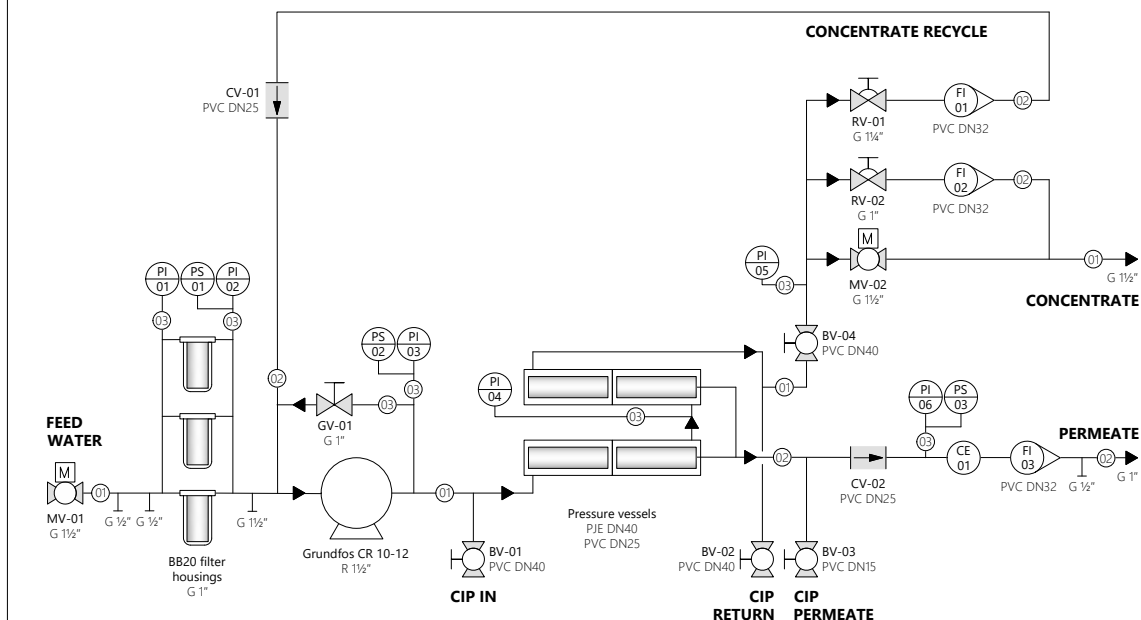 CONCENTRATE RECYCLE
CV-01
PVC DN25
FI
01
02
RV-01
G 1¼"
PVC DN32
FI
02
02
RV-02
G 1"
PVC DN32
M
MV-02
G 1½"
01
G 1½"
CONCENTRATE
PI
05
03
BV-04
PVC DN40
01
PI
01
PS
01
PI
02
03
03
02
PS
02
PI
03
03
03
GV-01
G 1"
PI
04
03
FEED
WATER
M
MV-01
G 1½"
01
G ½"
G ½"
G 1½"
BB20 filter
housings
G 1"
Grundfos CR 10-12
R 1½"
01
BV-01
PVC DN40
CIP IN
Pressure vessels
PJE DN40
PVC DN25
BV-02
PVC DN40
CIP
RETURN
BV-03
PVC DN15
CIP
PERMEATE
02
CV-02
PVC DN25
PI
06
PS
03
03
CE
01
FI
03
PVC DN32
G ½"
PERMEATE
02
G 1"